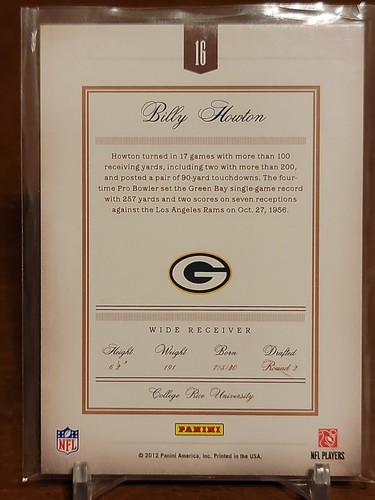 16
Billy Howton
Howton turned in 17 games with more than 100
receiving yards, including two with more than 200,
and posted a pair of 90-yard touchdowns. The four-
time Pro Bowler set the Green Bay single-game record
with 257 yards and two scores on seven receptions
against the Los Angeles Rams on Oct. 27, 1956.
G
WIDE RECEIVER
Height Weight Born Drafted
6' 2" 191 7/5/30 Round 2
College Rice University
NFL PANINI NFL PLAYERS
© 2012 Panini America, Inc. Printed in the USA.